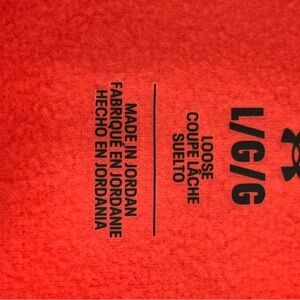 L/G/G
LOOSE
COUPE LÂCHE
SUELTO
MADE IN JORDAN
FABRIQUÉ EN JORDANIE
HECHO EN JORDANIA